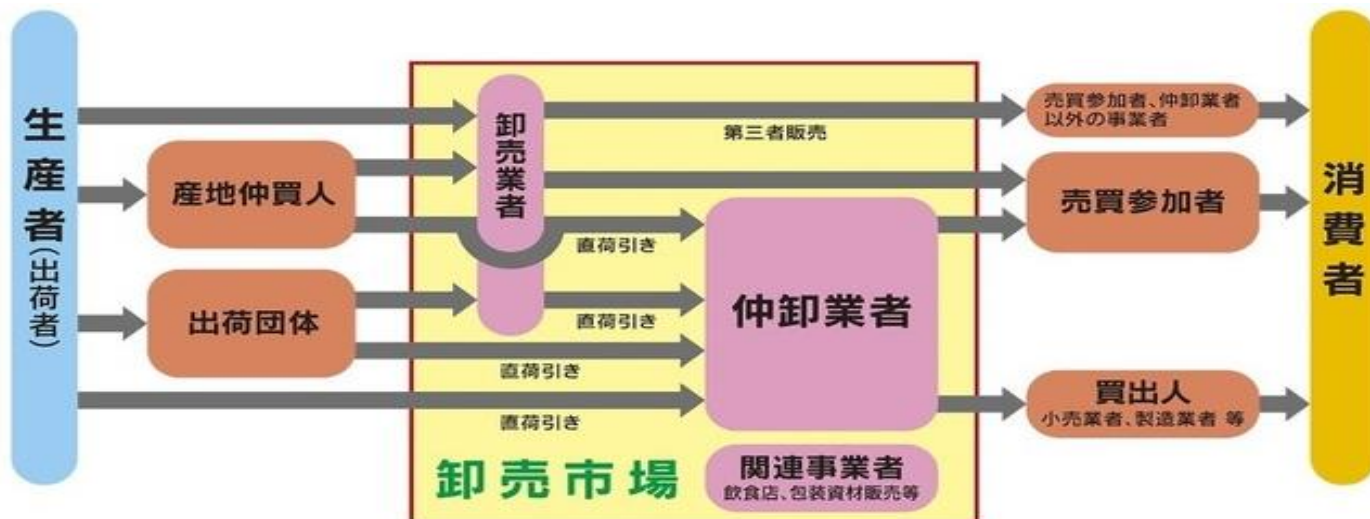 生産者(出荷者)
産地仲買人
出荷団体
卸売業者
第三者販売
直荷引き
直荷引き
直荷引き
直荷引き
仲卸業者
卸売市場
関連事業者
飲食店、包装資材販売等
売買参加者、仲卸業者
以外の事業者
売買参加者
買出人
小売業者、製造業者 等
消費者